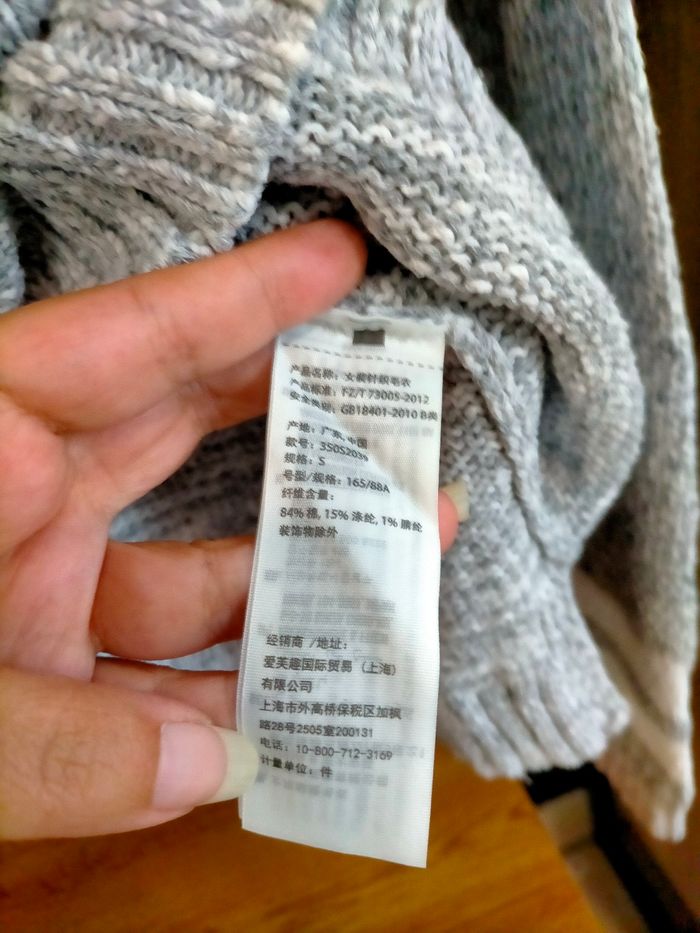 产品名称：女装针织毛衣
产品标准：FZ/T 73005-2012
安全类别：GB18401-2010 B类
产地：广东,中国
款号：35052039
规格：S
号型/规格：165/88A
纤维含量：
84% 棉, 15% 涤纶, 1% 腈纶
装饰物除外
经销商 /地址：
爱芙趣国际贸易（上海）
有限公司
上海市外高桥保税区加枫
路28号2505室200131
电话：10-800-712-3169
计量单位：件